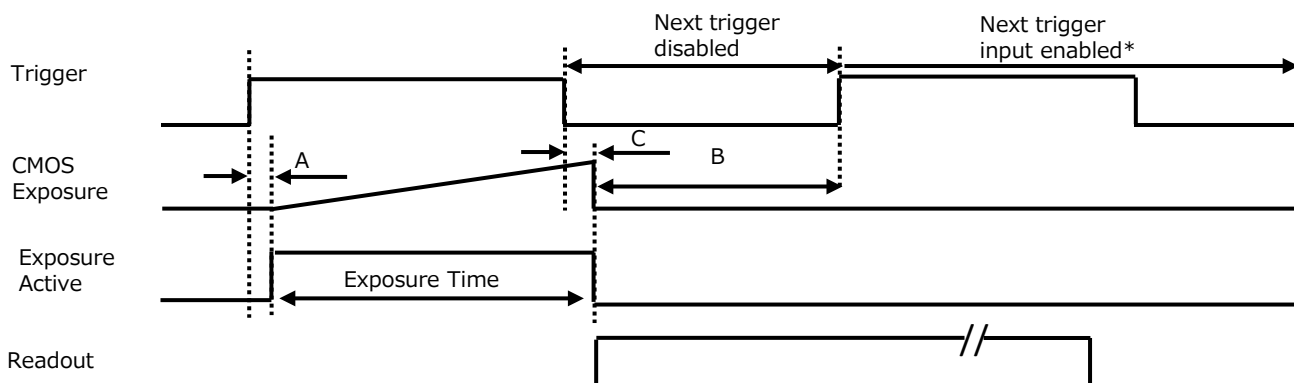 Next trigger
disabled
Next trigger
input enabled*
Trigger
A
C
B
CMOS
Exposure
Exposure
Active
Exposure Time
Readout